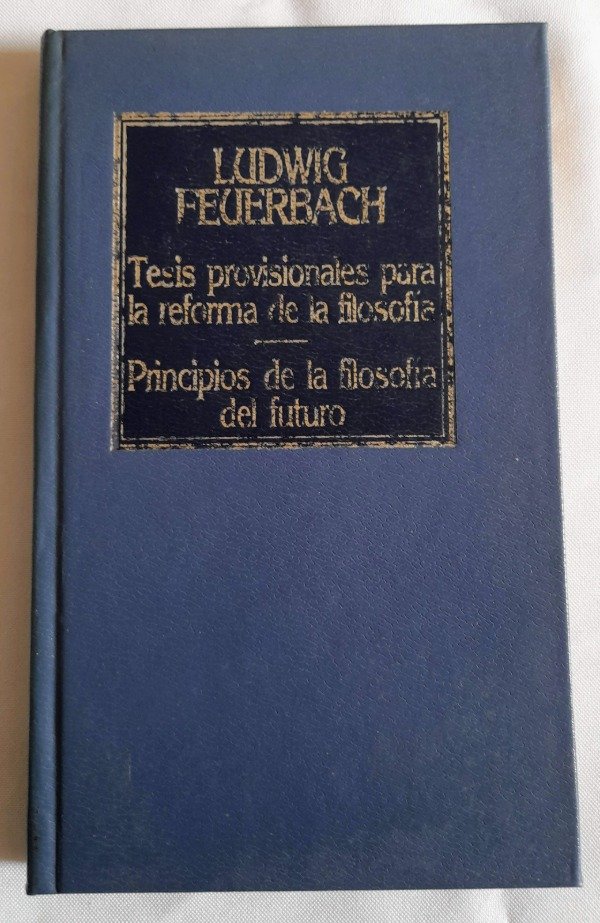 LUDWIG
FEUERBACH
Tesis provisionales para
la reforma de la filosofía
Principios de la filosofía
del futuro